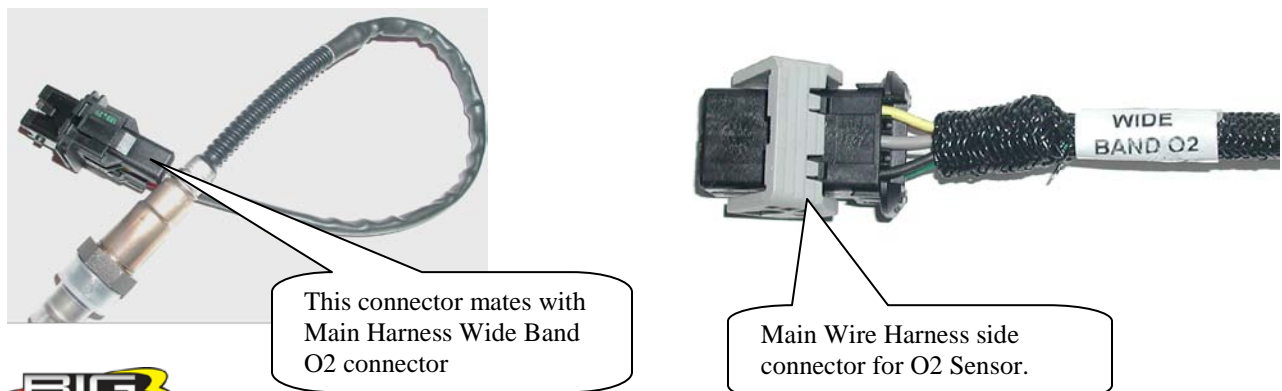 WIDE
BAND O2
This connector mates with
Main Harness Wide Band
O2 connector
Main Wire Harness side
connector for O2 Sensor.
BIG